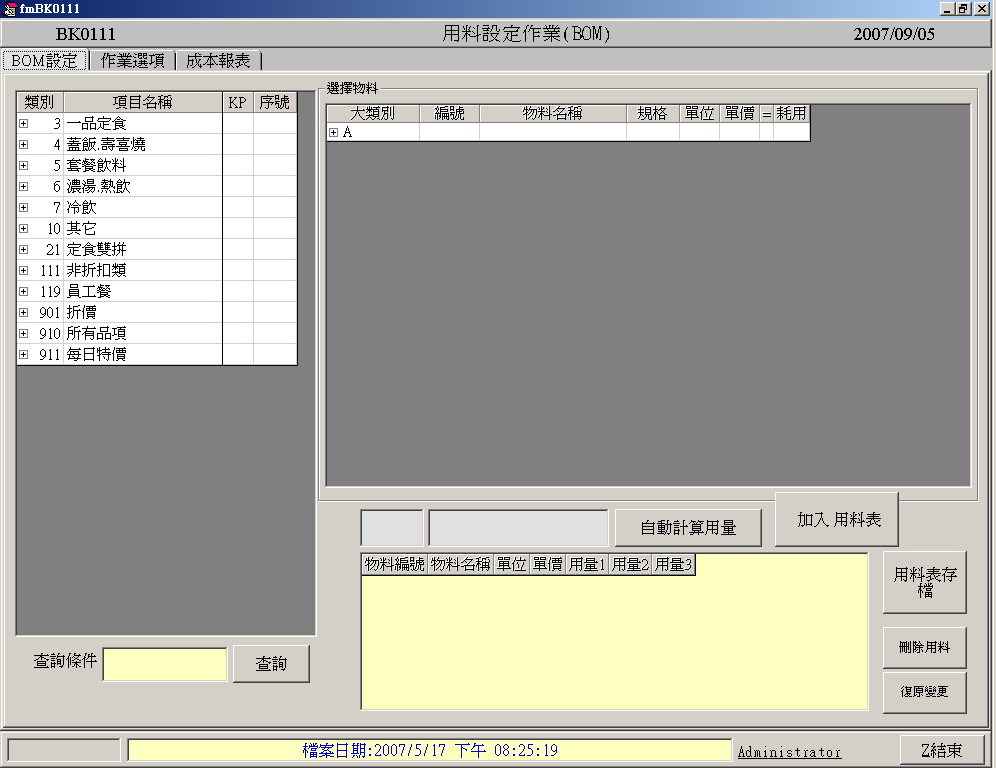 fmBK0111
BK0111 用料設定作業(BOM) 2007/09/05
BOM設定 作業選項 成本報表
類別 項目名稱 KP 序號
3 一品定食
4 蓋飯.壽喜燒
5 套餐飲料
6 濃湯.熱飲
7 冷飲
10 其它
21 定食雙拼
111 非折扣類
119 員工餐
901 折價
910 所有品項
911 每日特價
選擇物料
大類別 編號 物料名稱 規格 單位 單價 = 耗用
A
自動計算用量
加入 用料表
物料編號 物料名稱 單位 單價 用量1 用量2 用量3
用料表存
檔
刪除用料
復原變更
查詢條件 查詢
檔案日期:2007/5/17 下午 08:25:19
Administrator
Z結束